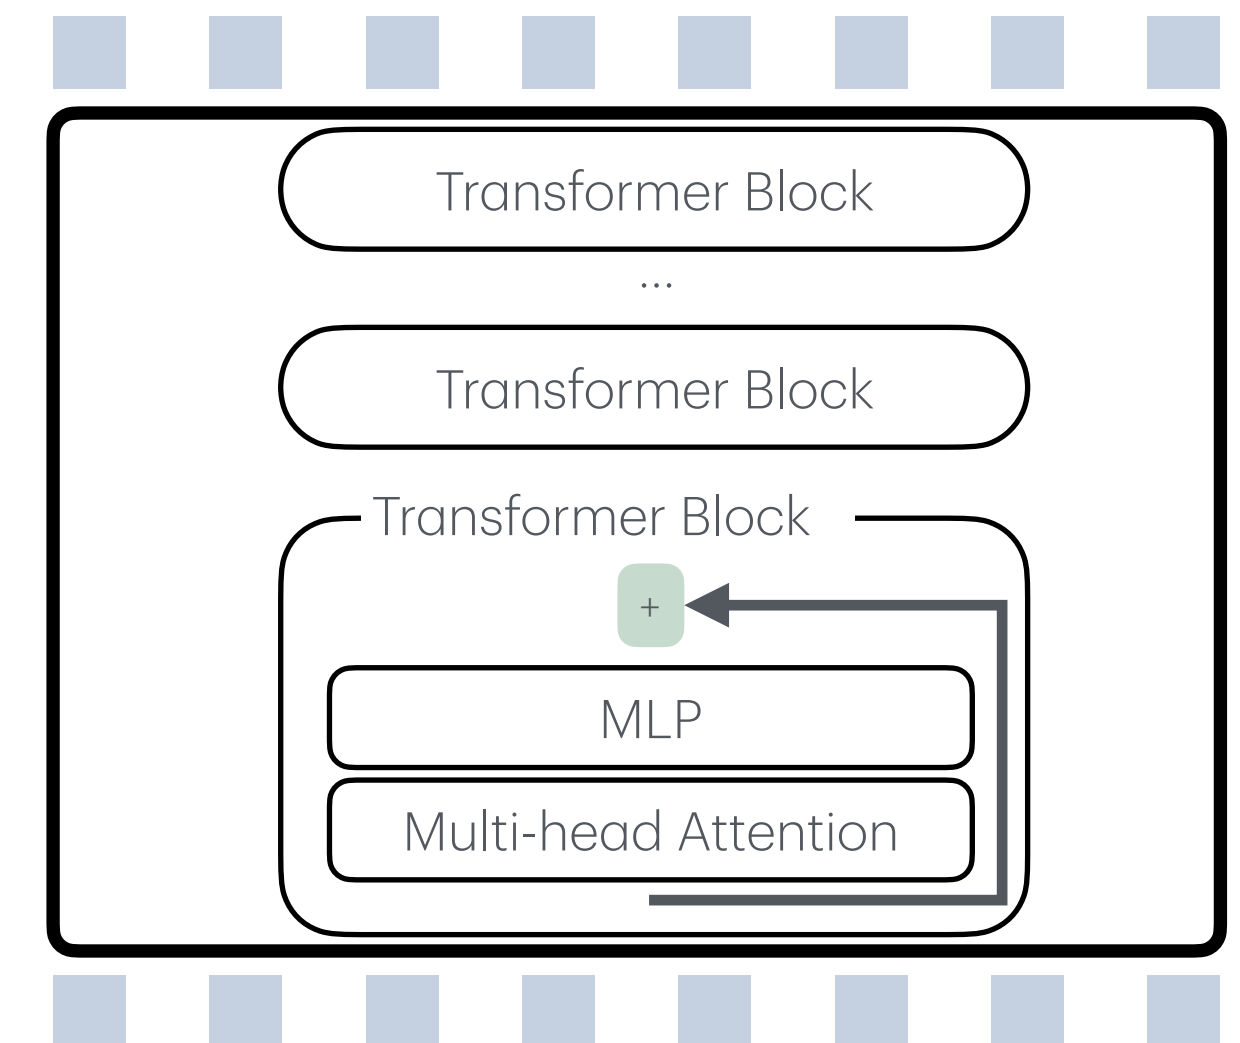 Transformer Block
...
Transformer Block
Transformer Block
+
MLP
Multi-head Attention